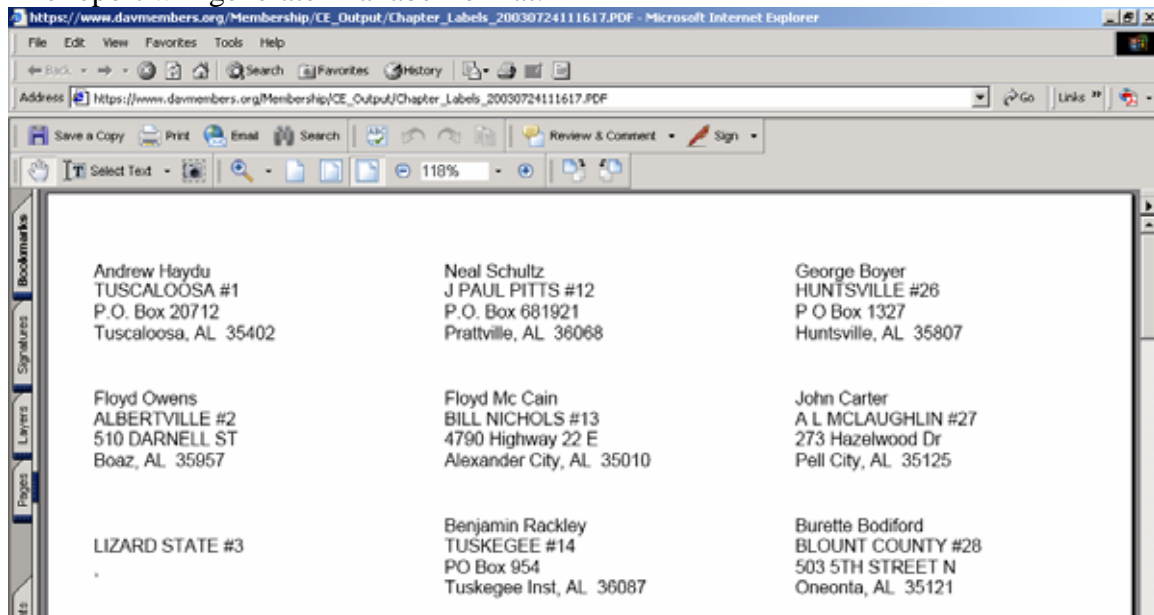 https://www.davmembers.org/Membership/CE_Output/Chapter_Labels_20030724111617.PDF - Microsoft Internet Explorer
File Edit View Favorites Tools Help
Back Search Favorites History
Address https://www.davmembers.org/Membership/CE_Output/Chapter_Labels_20030724111617.PDF Go Links »
Save a Copy Print Email Search Review & Comment Sign
Select Text 118%
Bookmarks
Signatures
Layers
Pages
Andrew Haydu
TUSCALOOSA #1
P.O. Box 20712
Tuscaloosa, AL 35402
Neal Schultz
J PAUL PITTS #12
P.O. Box 681921
Prattville, AL 36068
George Boyer
HUNTSVILLE #26
P O Box 1327
Huntsville, AL 35807
Floyd Owens
ALBERTVILLE #2
510 DARNELL ST
Boaz, AL 35957
Floyd Mc Cain
BILL NICHOLS #13
4790 Highway 22 E
Alexander City, AL 35010
John Carter
A L MCLAUGHLIN #27
273 Hazelwood Dr
Pell City, AL 35125
LIZARD STATE #3
,
Benjamin Rackley
TUSKEGEE #14
PO Box 954
Tuskegee Inst, AL 36087
Burette Bodiford
BLOUNT COUNTY #28
503 5TH STREET N
Oneonta, AL 35121